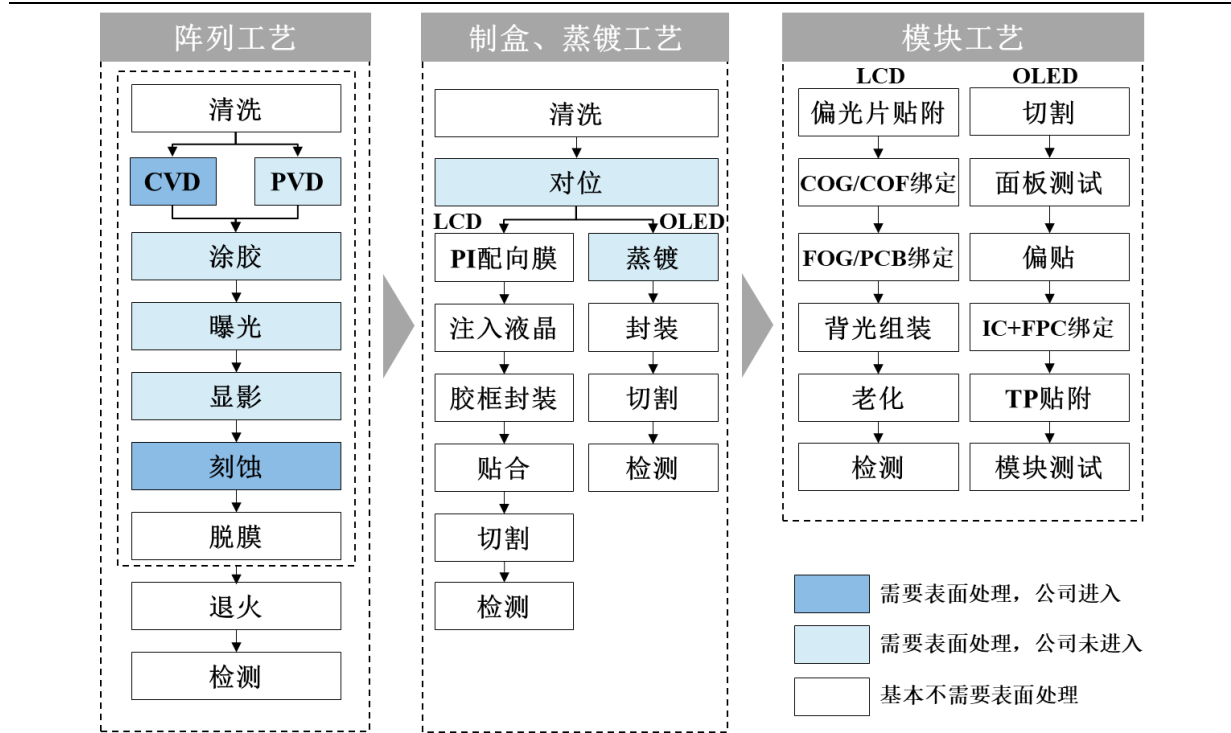 阵列工艺
清洗
CVD
PVD
涂胶
曝光
显影
刻蚀
脱膜
退火
检测
制盒、蒸镀工艺
清洗
对位
LCD
OLED
PI配向膜
注入液晶
胶框封装
贴合
切割
检测
蒸镀
封装
切割
检测
模块工艺
LCD
偏光片贴附
COG/COF绑定
FOG/PCB绑定
背光组装
老化
检测
OLED
切割
面板测试
偏贴
IC+FPC绑定
TP贴附
模块测试
需要表面处理，公司进入
需要表面处理，公司未进入
基本不需要表面处理